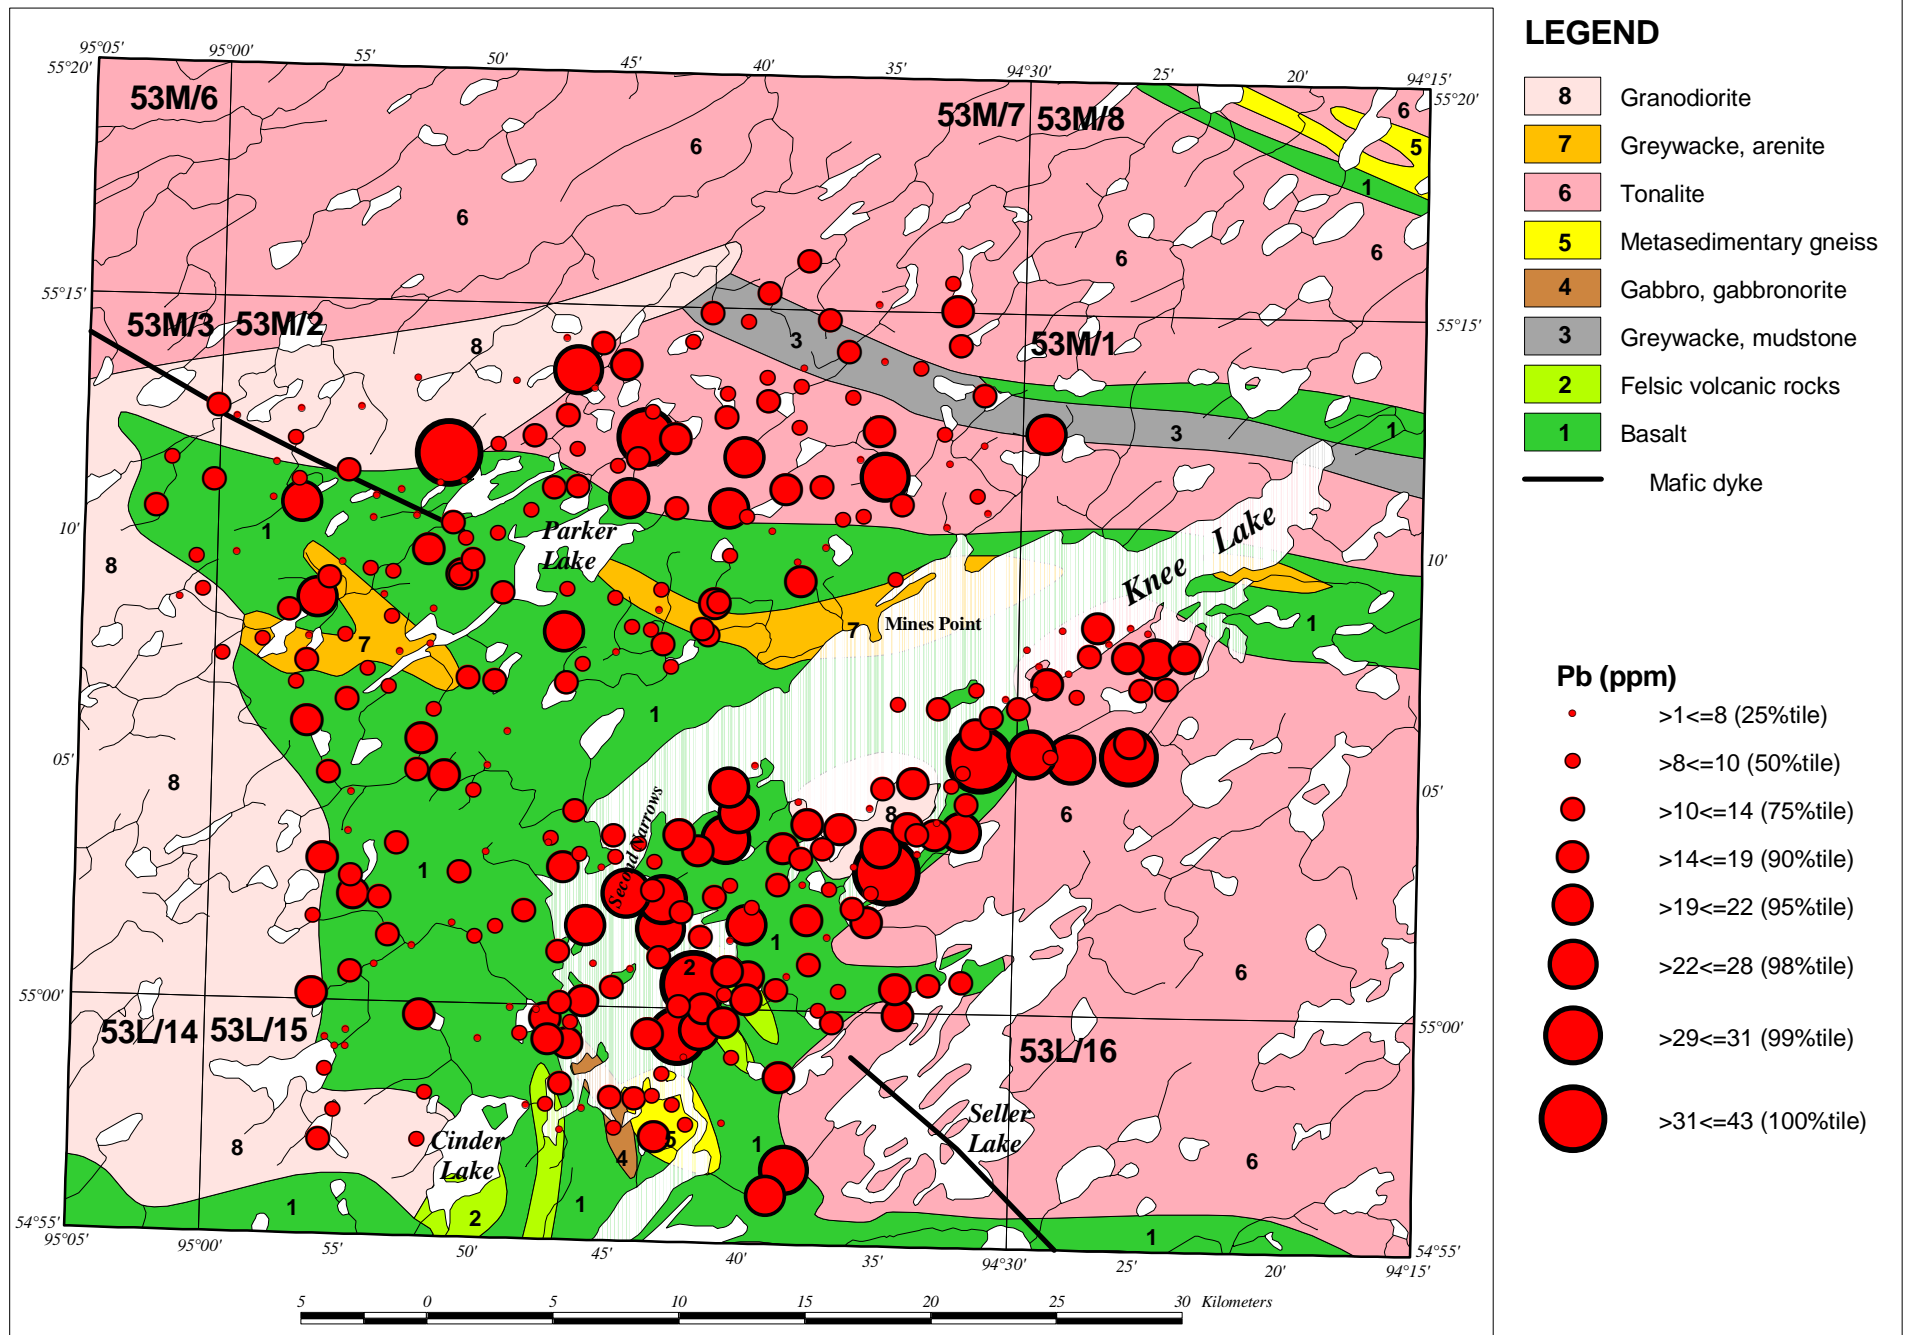 LEGEND
8 Granodiorite
7 Greywacke, arenite
6 Tonalite
5 Metasedimentary gneiss
4 Gabbro, gabbronorite
3 Greywacke, mudstone
2 Felsic volcanic rocks
1 Basalt
Mafic dyke
Pb (ppm)
>1<=8 (25%tile)
>8<=10 (50%tile)
>10<=14 (75%tile)
>14<=19 (90%tile)
>19<=22 (95%tile)
>22<=28 (98%tile)
>29<=31 (99%tile)
>31<=43 (100%tile)
95°05' 95°00' 55' 50' 45' 40' 35' 94°30' 25' 20' 94°15'
55°20' 55°20'
53M/6 53M/7 53M/8
6
5
6
1
6
6
6
55°15' 55°15'
53M/3 53M/2 53M/1
8
3
1
3
10' 10'
1
Parker
Lake
Knee Lake
8
7
7
Mines Point
1
1
05' 05'
8
8
6
Second Narrows
1
1
2
6
55°00' 55°00'
53L/14 53L/15 53L/16
Cinder
Lake
Seller
Lake
8
5
1
4
6
1
2
1
1
54°55' 54°55'
95°05' 95°00' 55' 50' 45' 40' 35' 94°30' 25' 20' 94°15'
5 0 5 10 15 20 25 30 Kilometers